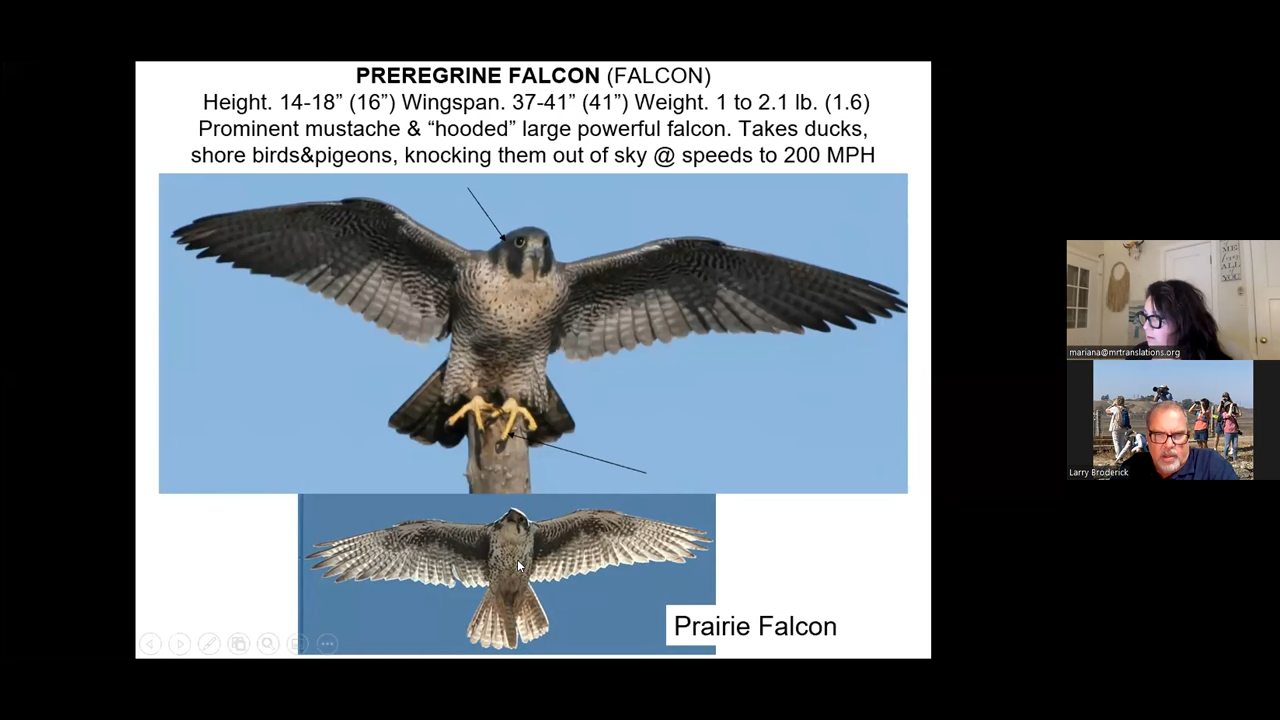 PREREGRINE FALCON (FALCON)
Height. 14-18” (16”) Wingspan. 37-41” (41”) Weight. 1 to 2.1 lb. (1.6)
Prominent mustache & “hooded” large powerful falcon. Takes ducks,
shore birds&pigeons, knocking them out of sky @ speeds to 200 MPH
Prairie Falcon
ALL
YOU
mariana@mrtranslations.org
Larry Broderick